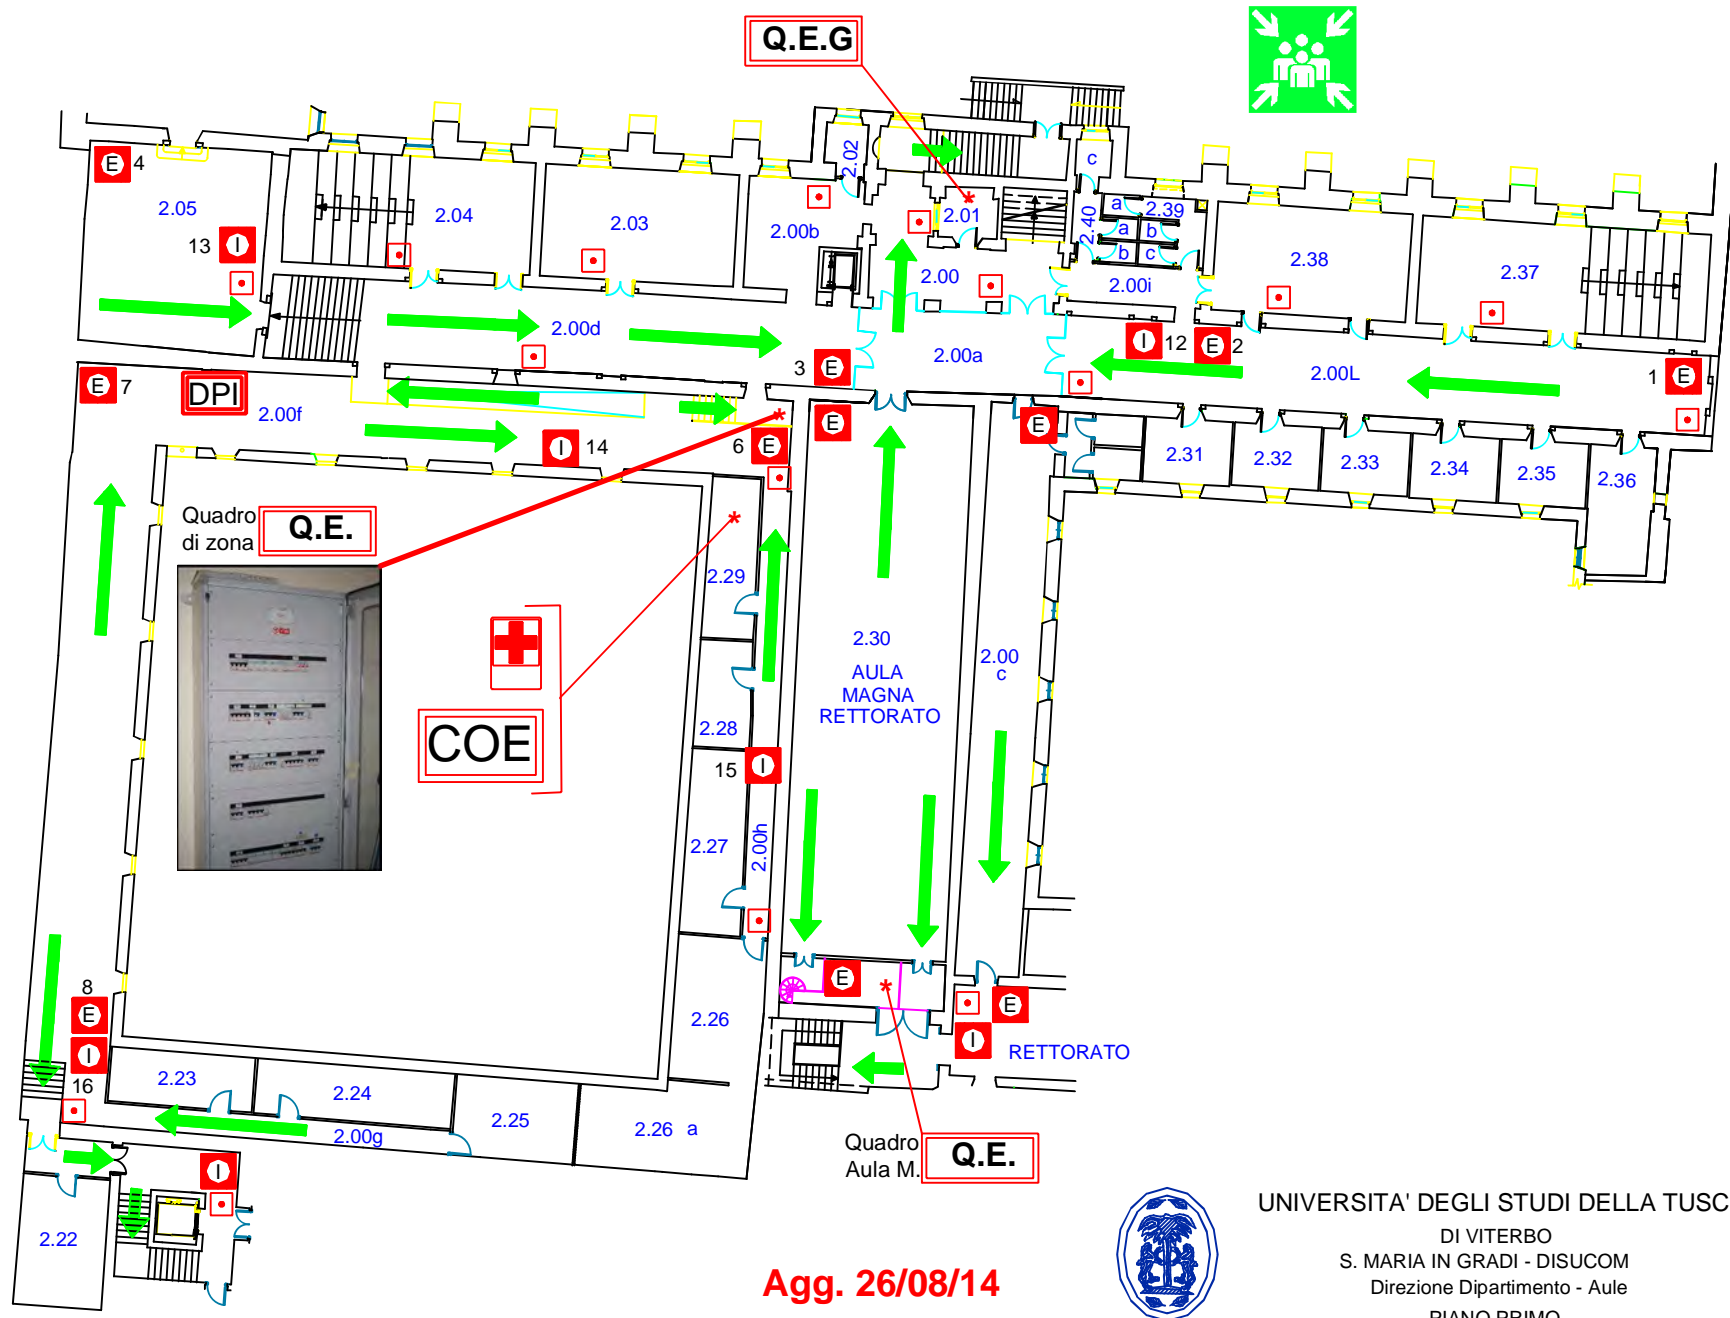 Q.E.G
E 4
2.05
13 I
2.04
2.03
2.00b
2.02
2.01
2.00
c
2.40
a
2.39
a
b
b
c
2.00i
2.38
2.37
2.00d
2.00a
I 12
E 2
2.00L
1 E
3 E
E 7
DPI
2.00f
I 14
6 E
E
E
2.31
2.32
2.33
2.34
2.35
2.36
Quadro
di zona
Q.E.
2.29
2.28
COE
15 I
2.27
2.00h
2.30
AULA
MAGNA
RETTORATO
2.00
c
E
E
I
RETTORATO
8
E
I
16
2.23
2.24
2.25
2.26
2.26 a
2.00g
I
2.22
Quadro
Aula M.
Q.E.
Agg. 26/08/14
UNIVERSITA' DEGLI STUDI DELLA TUSC
DI VITERBO
S. MARIA IN GRADI - DISUCOM
Direzione Dipartimento - Aule
PIANO PRIMO